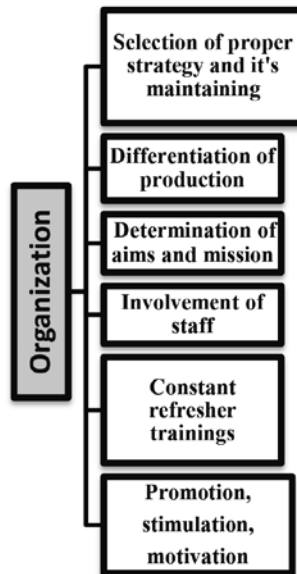 Organization
Selection of proper
strategy and it's
maintaining
Differentiation of
production
Determination of
aims and mission
Involvement of
staff
Constant
refresher
trainings
Promotion,
stimulation,
motivation